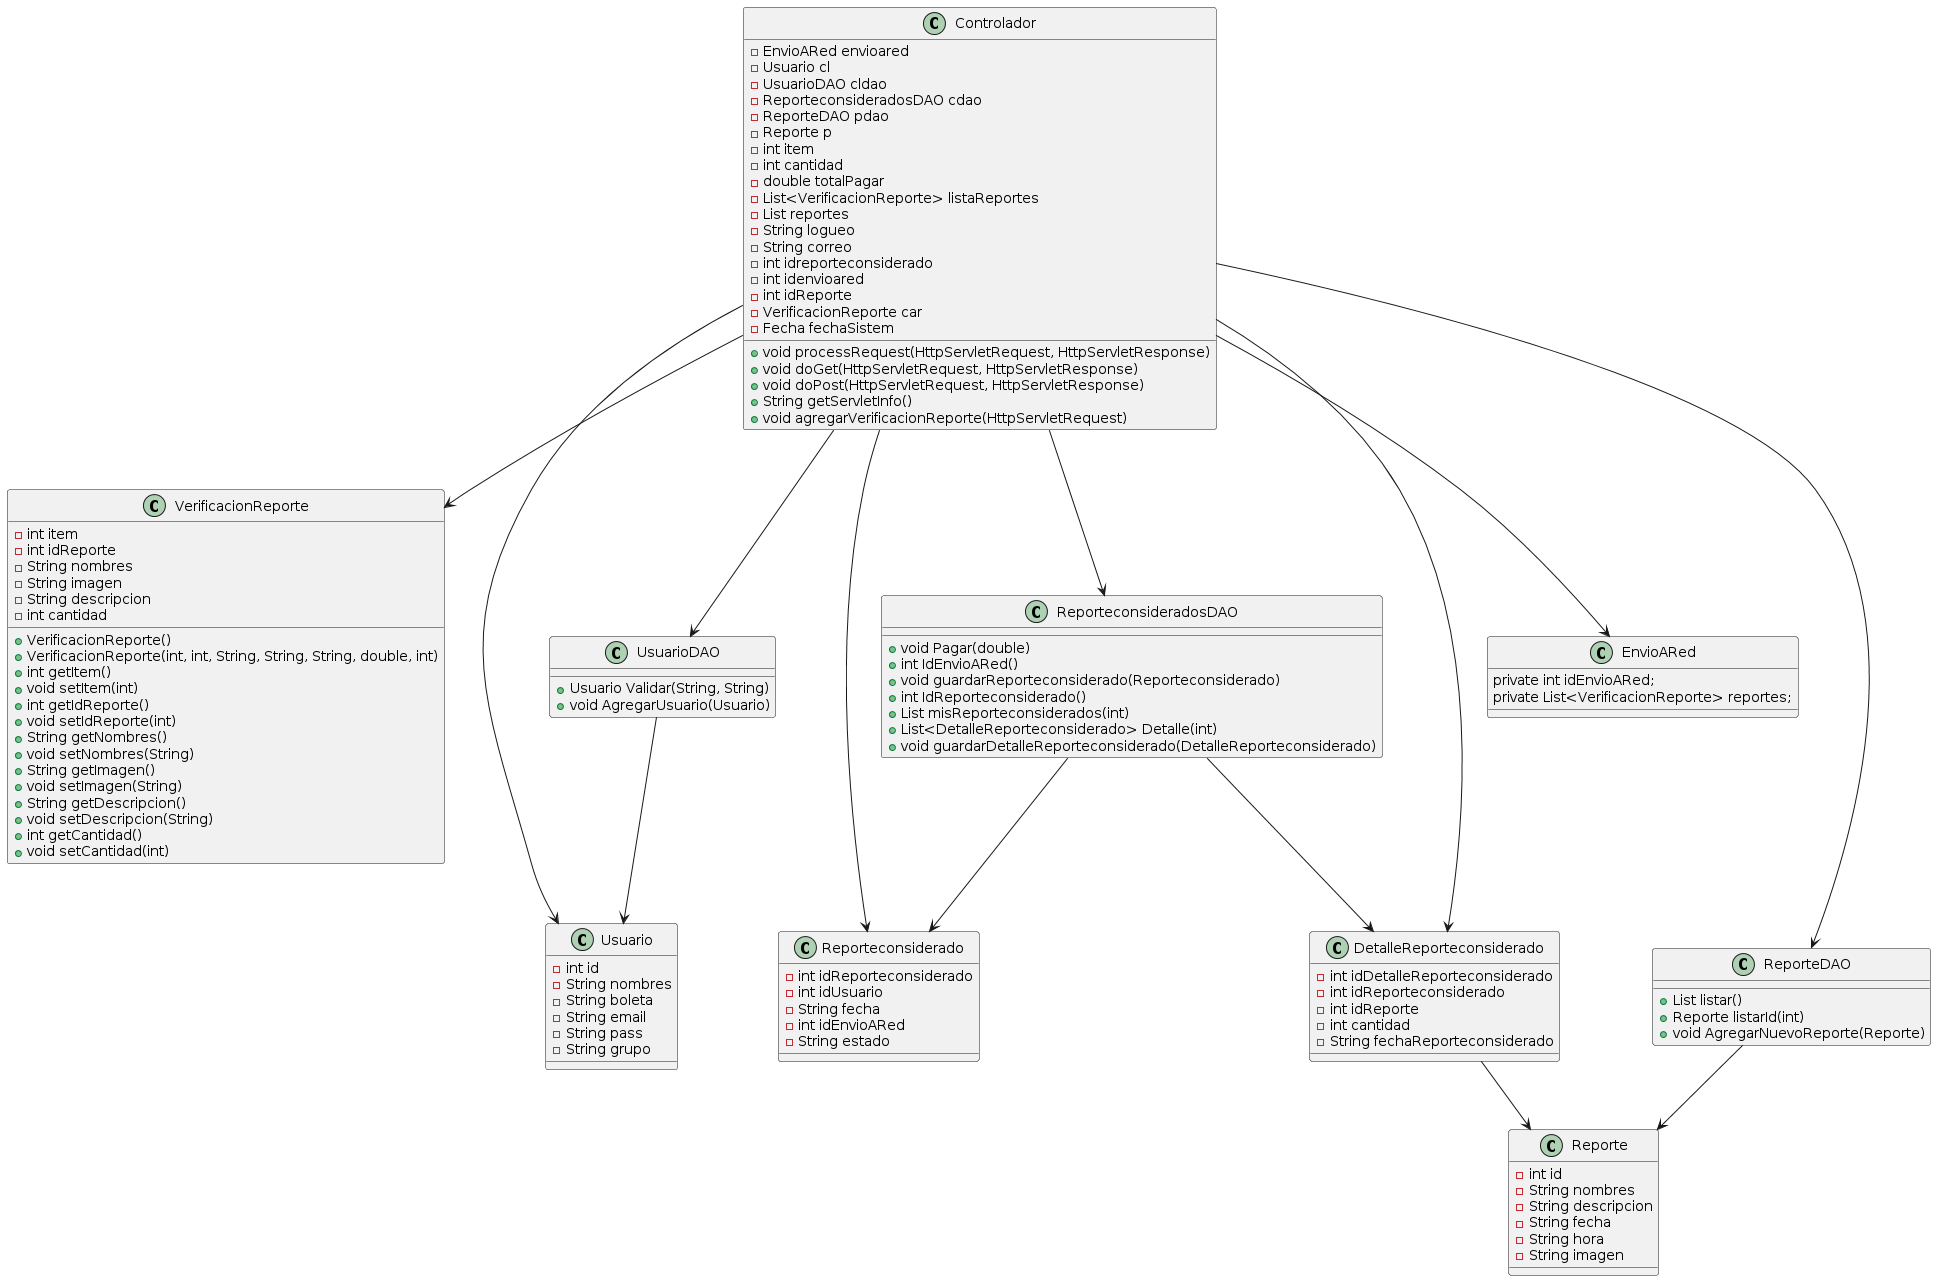 C Controlador
EnvioARed envioared
Usuario cl
UsuarioDAO cldao
ReporteconsideradosDAO cdao
ReporteDAO pdao
Reporte p
int item
int cantidad
double totalPagar
List<VerificacionReporte> listaReportes
List reportes
String logueo
String correo
int idreporteconsiderado
int idenvioared
int idReporte
VerificacionReporte car
Fecha fechaSistem
void processRequest(HttpServletRequest, HttpServletResponse)
void doGet(HttpServletRequest, HttpServletResponse)
void doPost(HttpServletRequest, HttpServletResponse)
String getServletInfo()
void agregarVerificacionReporte(HttpServletRequest)
C VerificacionReporte
int item
int idReporte
String nombres
String imagen
String descripcion
int cantidad
VerificacionReporte()
VerificacionReporte(int, int, String, String, String, double, int)
int getItem()
void setItem(int)
int getIdReporte()
void setIdReporte(int)
String getNombres()
void setNombres(String)
String getImagen()
void setImagen(String)
String getDescripcion()
void setDescripcion(String)
int getCantidad()
void setCantidad(int)
C UsuarioDAO
Usuario Validar(String, String)
void AgregarUsuario(Usuario)
C ReporteconsideradosDAO
void Pagar(double)
int IdEnvioARed()
void guardarReporteconsiderado(Reporteconsiderado)
int IdReporteconsiderado()
List misReporteconsiderados(int)
List<DetalleReporteconsiderado> Detalle(int)
void guardarDetalleReporteconsiderado(DetalleReporteconsiderado)
C EnvioARed
private int idEnvioARed;
private List<VerificacionReporte> reportes;
C Usuario
int id
String nombres
String boleta
String email
String pass
String grupo
C Reporteconsiderado
int idReporteconsiderado
int idUsuario
String fecha
int idEnvioARed
String estado
C DetalleReporteconsiderado
int idDetalleReporteconsiderado
int idReporteconsiderado
int idReporte
int cantidad
String fechaReporteconsiderado
C ReporteDAO
List listar()
Reporte listarId(int)
void AgregarNuevoReporte(Reporte)
C Reporte
int id
String nombres
String descripcion
String fecha
String hora
String imagen